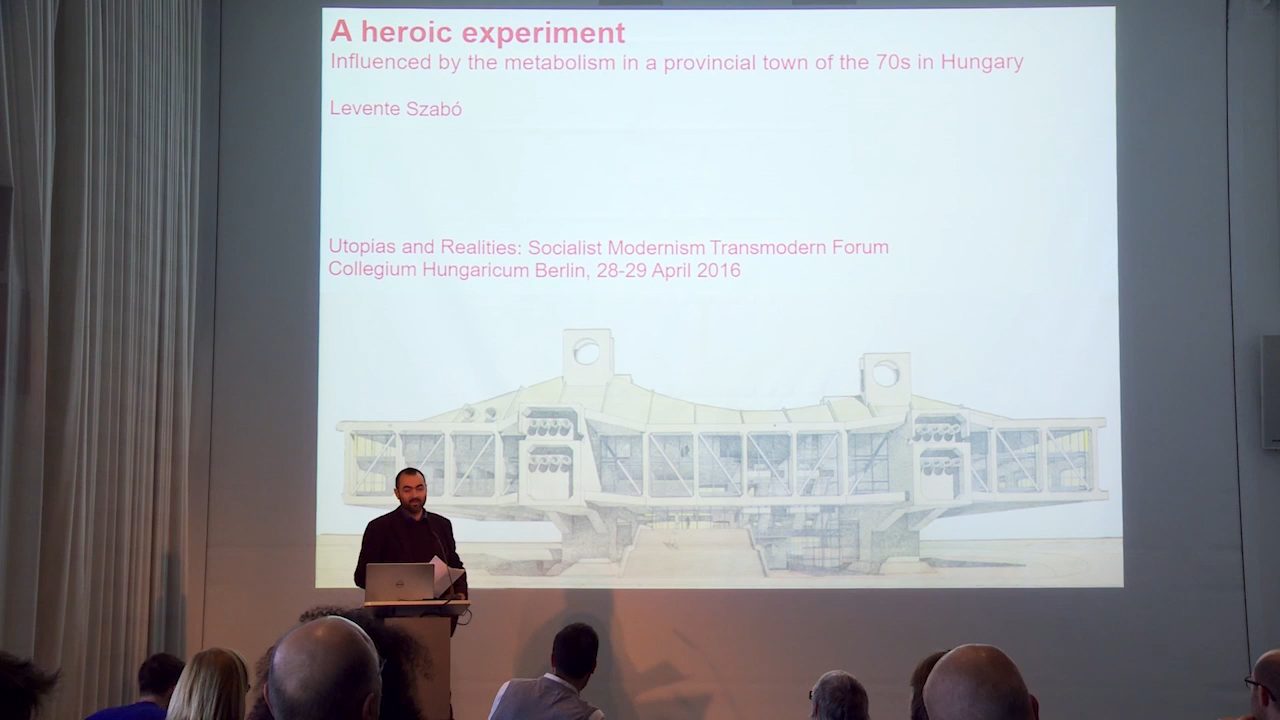 A heroic experiment
Influenced by the metabolism in a provincial town of the 70s in Hungary
Levente Szabó
Utopias and Realities: Socialist Modernism Transmodern Forum
Collegium Hungaricum Berlin, 28-29 April 2016